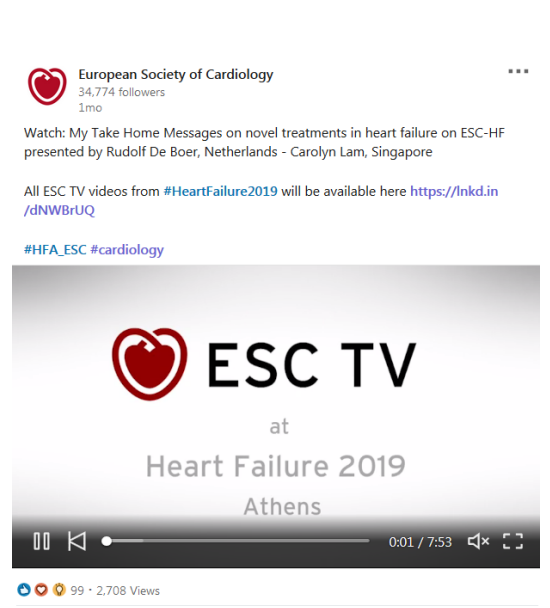 European Society of Cardiology
34,774 followers
1mo
Watch: My Take Home Messages on novel treatments in heart failure on ESC-HF
presented by Rudolf De Boer, Netherlands - Carolyn Lam, Singapore
All ESC TV videos from #HeartFailure2019 will be available here https://lnkd.in
/dNWBrUQ
#HFA_ESC #cardiology
ESC TV
at
Heart Failure 2019
Athens
0:01 / 7:53
99 · 2,708 Views